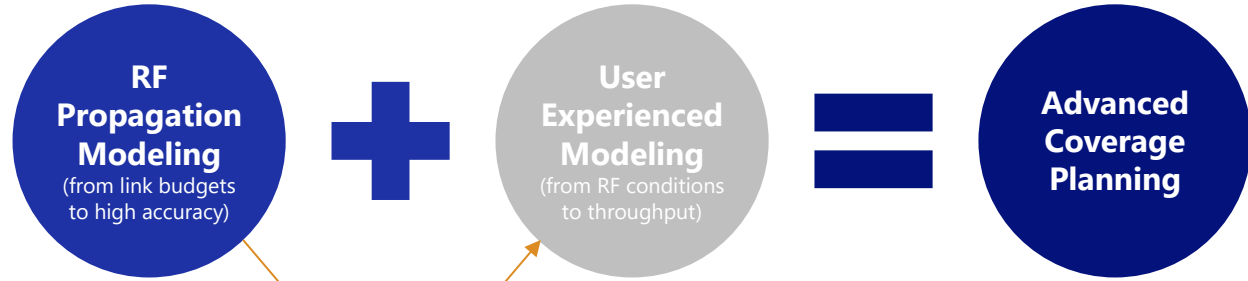 RF
Propagation
Modeling
(from link budgets
to high accuracy)
User
Experienced
Modeling
(from RF conditions
to throughput)
Advanced
Coverage
Planning